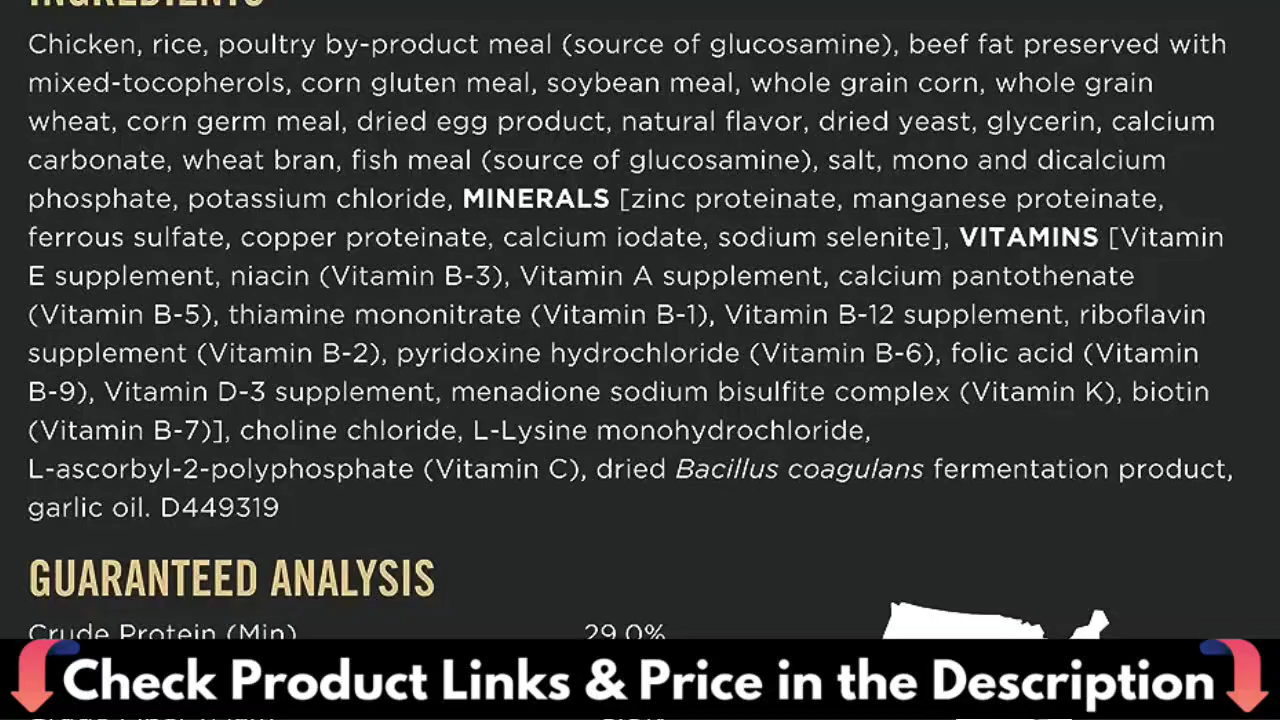 INGREDIENTS
Chicken, rice, poultry by-product meal (source of glucosamine), beef fat preserved with
mixed-tocopherols, corn gluten meal, soybean meal, whole grain corn, whole grain
wheat, corn germ meal, dried egg product, natural flavor, dried yeast, glycerin, calcium
carbonate, wheat bran, fish meal (source of glucosamine), salt, mono and dicalcium
phosphate, potassium chloride, MINERALS [zinc proteinate, manganese proteinate,
ferrous sulfate, copper proteinate, calcium iodate, sodium selenite], VITAMINS [Vitamin
E supplement, niacin (Vitamin B-3), Vitamin A supplement, calcium pantothenate
(Vitamin B-5), thiamine mononitrate (Vitamin B-1), Vitamin B-12 supplement, riboflavin
supplement (Vitamin B-2), pyridoxine hydrochloride (Vitamin B-6), folic acid (Vitamin
B-9), Vitamin D-3 supplement, menadione sodium bisulfite complex (Vitamin K), biotin
(Vitamin B-7)], choline chloride, L-Lysine monohydrochloride,
L-ascorbyl-2-polyphosphate (Vitamin C), dried Bacillus coagulans fermentation product,
garlic oil. D449319
GUARANTEED ANALYSIS
Crude Protein (Min) 29.0%
Check Product Links & Price in the Description